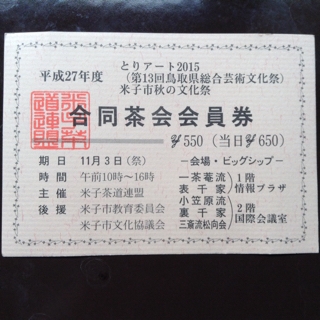 平成27年度
とりアート2015
(第13回鳥取県総合芸術文化祭)
米子市秋の文化祭
合同茶会会員券
¥550(当日¥650)
期日 11月3日(祭)
時間 午前10時〜16時
主催 米子茶道連盟
後援 米子市教育委員会
米子市文化協議会
─会場・ビッグシップ─
一茶菴流
表千家
1階
情報プラザ
小笠原流
裏千家
三斎流松向会
2階
国際会議室